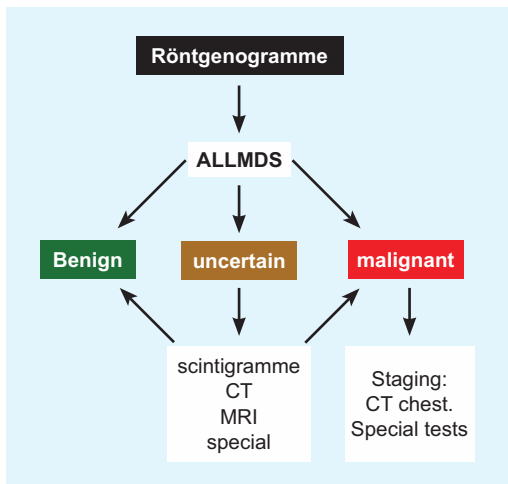 Röntgenogramme
ALLMDS
Benign
uncertain
malignant
scintigramme
CT
MRI
special
Staging:
CT chest.
Special tests